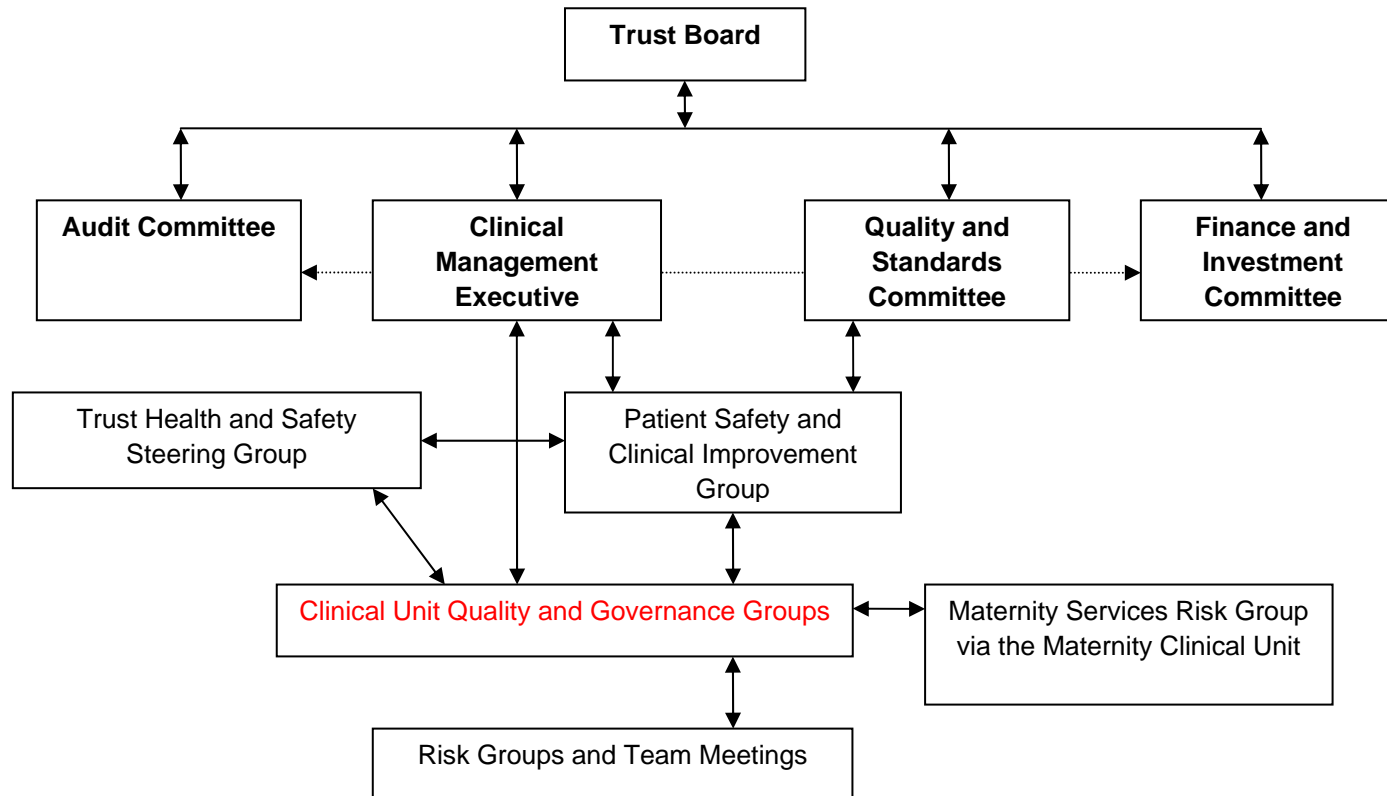 Trust Board
Audit Committee
Clinical
Management
Executive
Quality and
Standards
Committee
Finance and
Investment
Committee
Trust Health and Safety
Steering Group
Patient Safety and
Clinical Improvement
Group
Clinical Unit Quality and Governance Groups
Maternity Services Risk Group
via the Maternity Clinical Unit
Risk Groups and Team Meetings